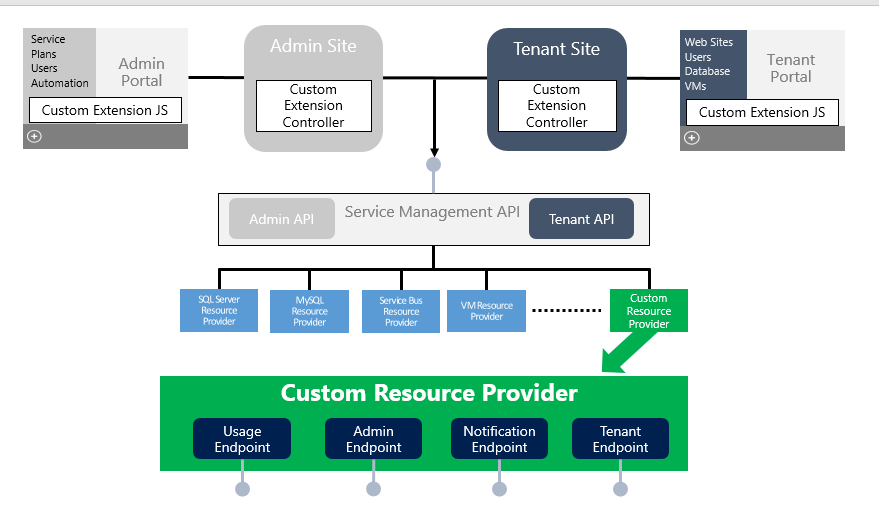 Service
Plans
Users
Automation
Admin
Portal
Custom Extension JS
Admin Site
Custom
Extension
Controller
Tenant Site
Custom
Extension
Controller
Web Sites
Users
Database
VMs
Tenant
Portal
Custom Extension JS
Admin API
Service Management API
Tenant API
SQL Server
Resource
Provider
MySQL
Resource
Provider
Service Bus
Resource
Provider
VM Resource
Provider
Custom
Resource
Provider
Custom Resource Provider
Usage
Endpoint
Admin
Endpoint
Notification
Endpoint
Tenant
Endpoint